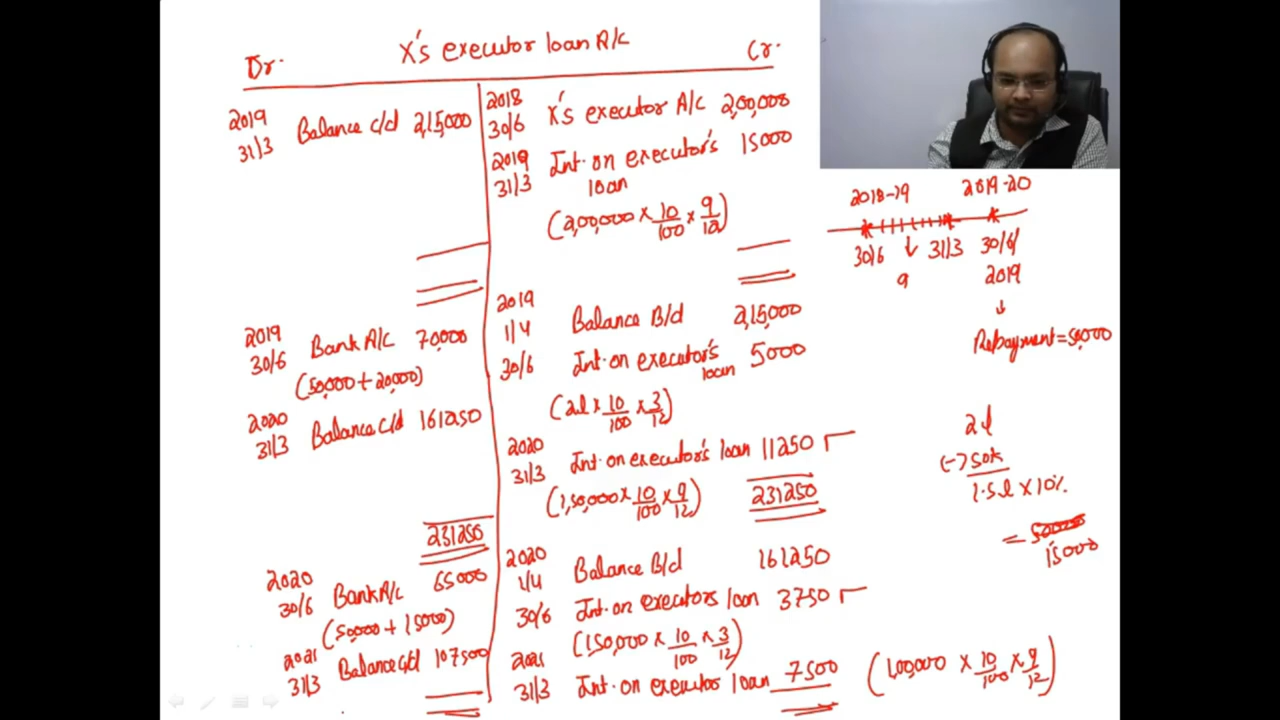 X's executor loan A/c
Dr. Cr.
2019
31/3 Balance c/d 2,15,000
2018
30/6 X's executor A/c 2,00,000
2019
31/3 Int. on executor's loan 15000
(2,00,000 × 10/100 × 9/12)
2019
30/6 Bank A/c 70,000
(50,000 + 20,000)
2020
31/3 Balance c/d 161250
231250
2019
1/4 Balance B/d 2,15,000
30/6 Int. on executor's loan 5000
(2l × 10/100 × 3/12)
2020
31/3 Int. on executor's loan 11250
(1,50,000 × 10/100 × 9/12)
231250
2020
30/6 Bank A/c 65000
(50,000 + 15000)
2021
31/3 Balance c/d 107500
2020
1/4 Balance B/d 161250
30/6 Int. on executors loan 3750
(150,000 × 10/100 × 3/12)
2021
31/3 Int. on executor loan 7500 (1,00,000 × 10/100 × 9/12)
2018-19 2019-20
30/6 31/3 30/6/
9 2019
Repayment = 50,000
2l
(-) 50k
1.5l × 10%
= 50000
15000